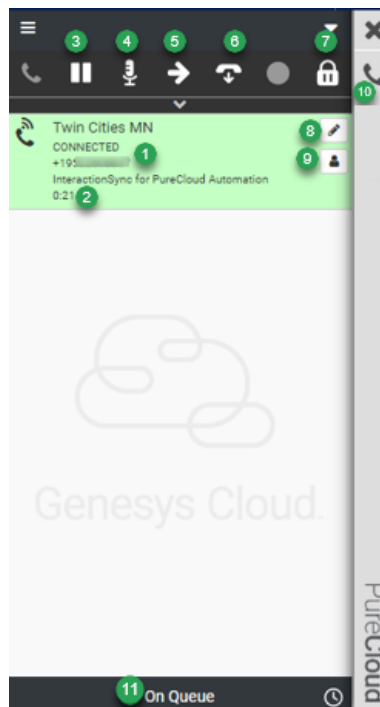 3 4 5 6 7
10
Twin Cities MN 8
CONNECTED
+195 1 9
InteractionSync for PureCloud Automation
0:21 2
Genesys Cloud.
PureCloud
11 On Queue